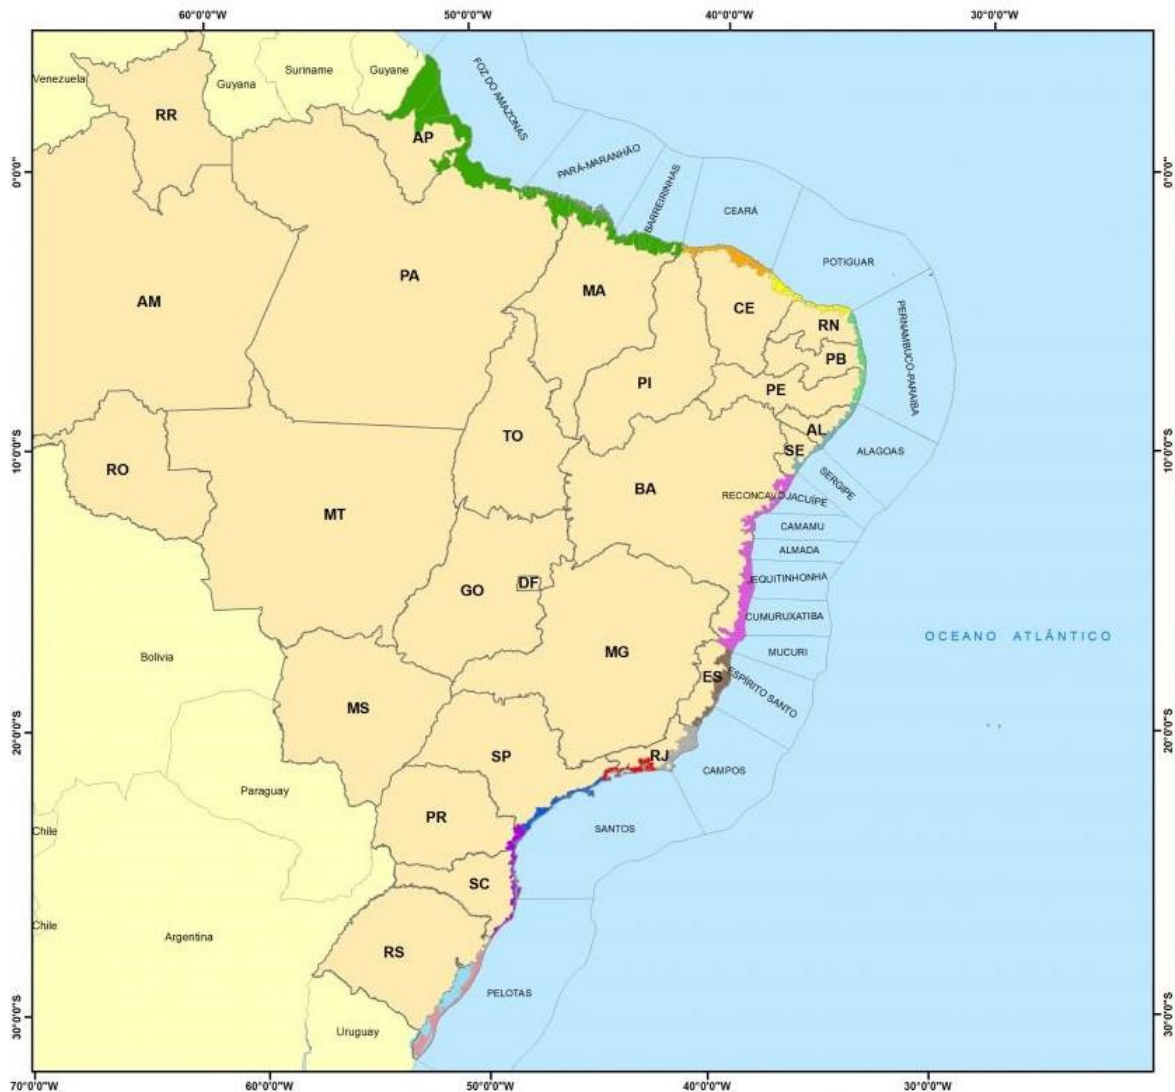 60°0'0"W 50°0'0"W 40°0'0"W 30°0'0"W
Venezuela
Guyana
Suriname
Guyane
FOZ DO AMAZONAS
RR
AP
PARÁ-MARANHÃO
BARREIRINHAS
CEARÁ
POTIGUAR
0°0'0"
0°0'0"
AM
PA
MA
CE
RN
PB
PERNAMBUCO-PARAÍBA
PI
PE
TO
AL
SE
ALAGOAS
SERGIPE
10°0'0"S
10°0'0"S
RO
MT
BA
RECONCAVO
JACUÍPE
CAMAMU
ALMADA
JEQUITINHONHA
CUMURUXATIBA
MUCURI
ESPÍRITO SANTO
GO
DF
MG
ES
OCEANO ATLÂNTICO
Bolivia
MS
20°0'0"S
20°0'0"S
SP
RJ
CAMPOS
SANTOS
Paraguay
PR
Chile
SC
Chile
Argentina
RS
PELOTAS
Uruguay
30°0'0"S
30°0'0"S
70°0'0"W 60°0'0"W 50°0'0"W 40°0'0"W 30°0'0"W